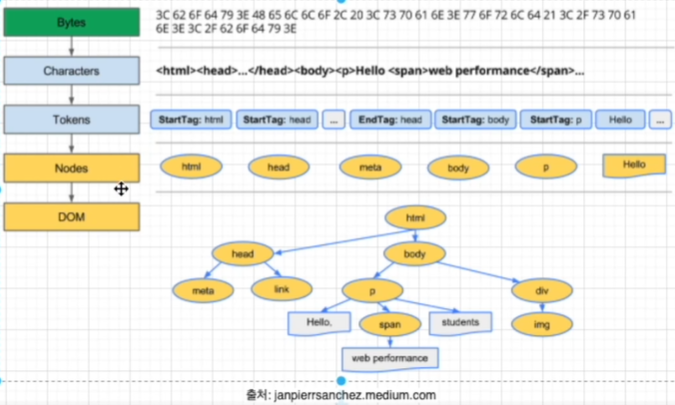 Bytes
3C 62 6F 64 79 3E 48 65 6C 6C 6F 2C 20 3C 73 70 61 6E 3E 77 6F 72 6C 64 21 3C 2F 73 70 61
6E 3E 3C 2F 62 6F 64 79 3E
Characters
<html><head>...</head><body><p>Hello <span>web performance</span>...
Tokens
StartTag: html StartTag: head ... EndTag: head StartTag: body StartTag: p Hello ...
Nodes
html head meta body p Hello
DOM
html
head body
meta link p div
Hello, span students img
web performance
출처: janpierrsanchez.medium.com